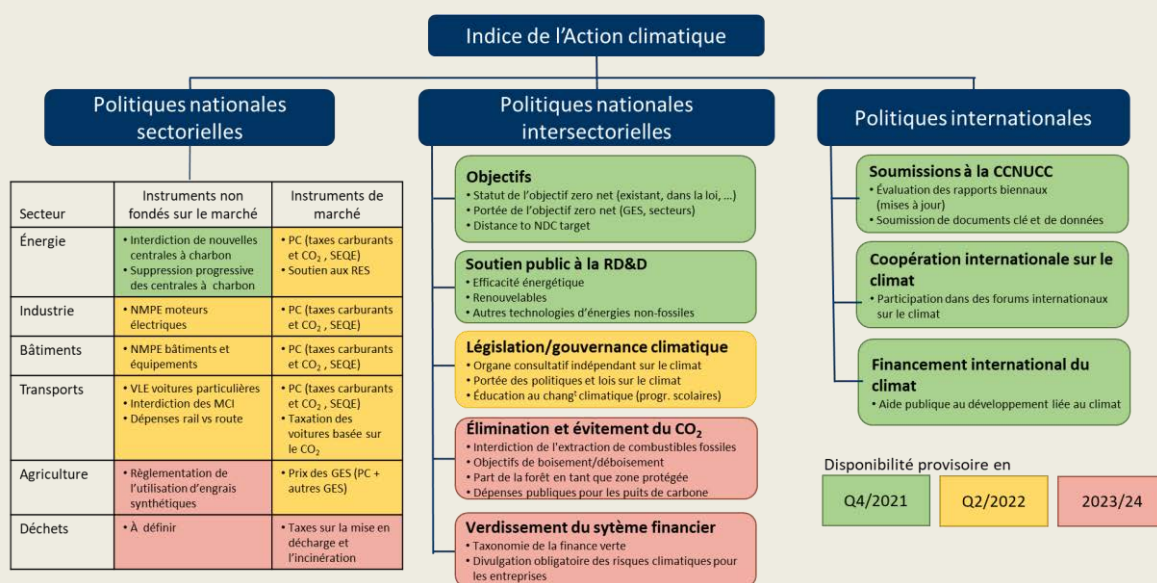 Indice de l'Action climatique
Politiques nationales
sectorielles
Secteur
Instruments non
fondés sur le marché
Instruments de
marché
Énergie
• Interdiction de nouvelles
centrales à charbon
• Suppression progressive
des centrales à charbon
• PC (taxes carburants
et CO₂ , SEQE)
• Soutien aux RES
Industrie
• NMPE moteurs
électriques
• PC (taxes carburants
et CO₂ , SEQE)
Bâtiments
• NMPE bâtiments et
équipements
• PC (taxes carburants
et CO₂ , SEQE)
Transports
• VLE voitures particulières
• Interdiction des MCI
• Dépenses rail vs route
• PC (taxes carburants
et CO₂ , SEQE)
• Taxation des
voitures basée sur
le CO₂
Agriculture
• Règlementation de
l'utilisation d'engrais
synthétiques
• Prix des GES (PC +
autres GES)
Déchets
• À définir
• Taxes sur la mise en
décharge et
l'incinération
Politiques nationales
intersectorielles
Objectifs
• Statut de l'objectif zero net (existant, dans la loi, ...)
• Portée de l'objectif zero net (GES, secteurs)
• Distance to NDC target
Soutien public à la RD&D
• Efficacité énergétique
• Renouvelables
• Autres technologies d'énergies non-fossiles
Législation/gouvernance climatique
• Organe consultatif indépendant sur le climat
• Portée des politiques et lois sur le climat
• Éducation au changᵗ climatique (progr. scolaires)
Élimination et évitement du CO₂
• Interdiction de l'extraction de combustibles fossiles
• Objectifs de boisement/déboisement
• Part de la forêt en tant que zone protégée
• Dépenses publiques pour les puits de carbone
Verdissement du sytème financier
• Taxonomie de la finance verte
• Divulgation obligatoire des risques climatiques pour
les entreprises
Politiques internationales
Soumissions à la CCNUCC
• Évaluation des rapports biennaux
(mises à jour)
• Soumission de documents clé et de données
Coopération internationale sur le
climat
• Participation dans des forums internationaux
sur le climat
Financement international du
climat
• Aide publique au développement liée au climat
Disponibilité provisoire en
Q4/2021
Q2/2022
2023/24